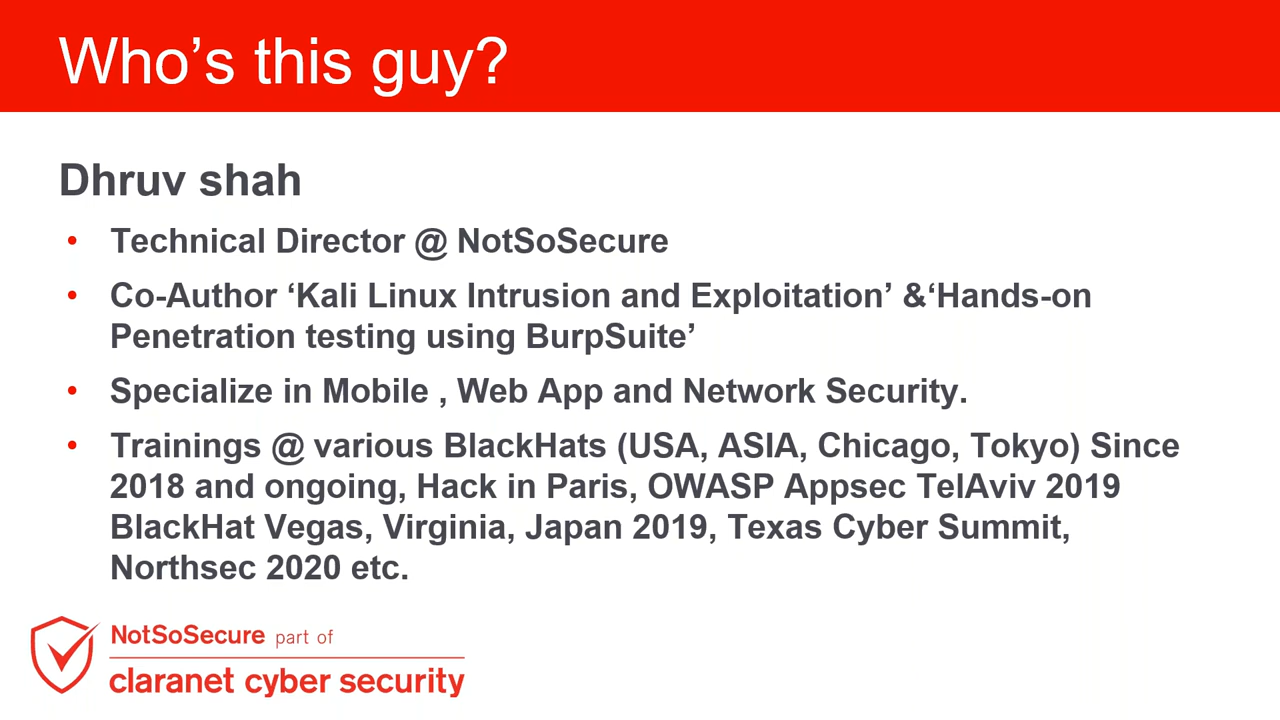 Who’s this guy?
Dhruv shah
• Technical Director @ NotSoSecure
• Co-Author ‘Kali Linux Intrusion and Exploitation’ &‘Hands-on
Penetration testing using BurpSuite’
• Specialize in Mobile , Web App and Network Security.
• Trainings @ various BlackHats (USA, ASIA, Chicago, Tokyo) Since
2018 and ongoing, Hack in Paris, OWASP Appsec TelAviv 2019
BlackHat Vegas, Virginia, Japan 2019, Texas Cyber Summit,
Northsec 2020 etc.
NotSoSecure part of
claranet cyber security